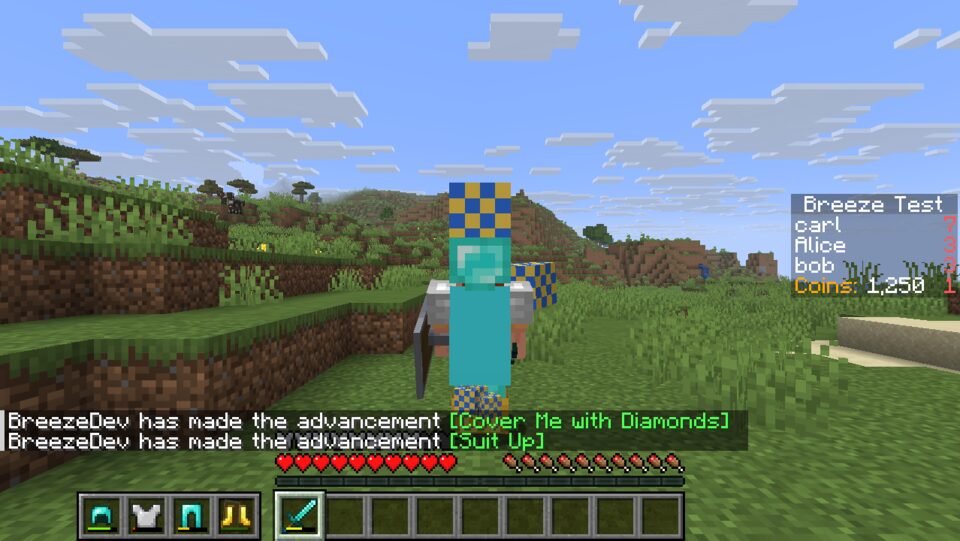 Breeze Test
carl 7
Alice 3
bob
Coins: 1,250 1
BreezeDev has made the advancement [Cover Me with Diamonds]
BreezeDev has made the advancement [Suit Up]